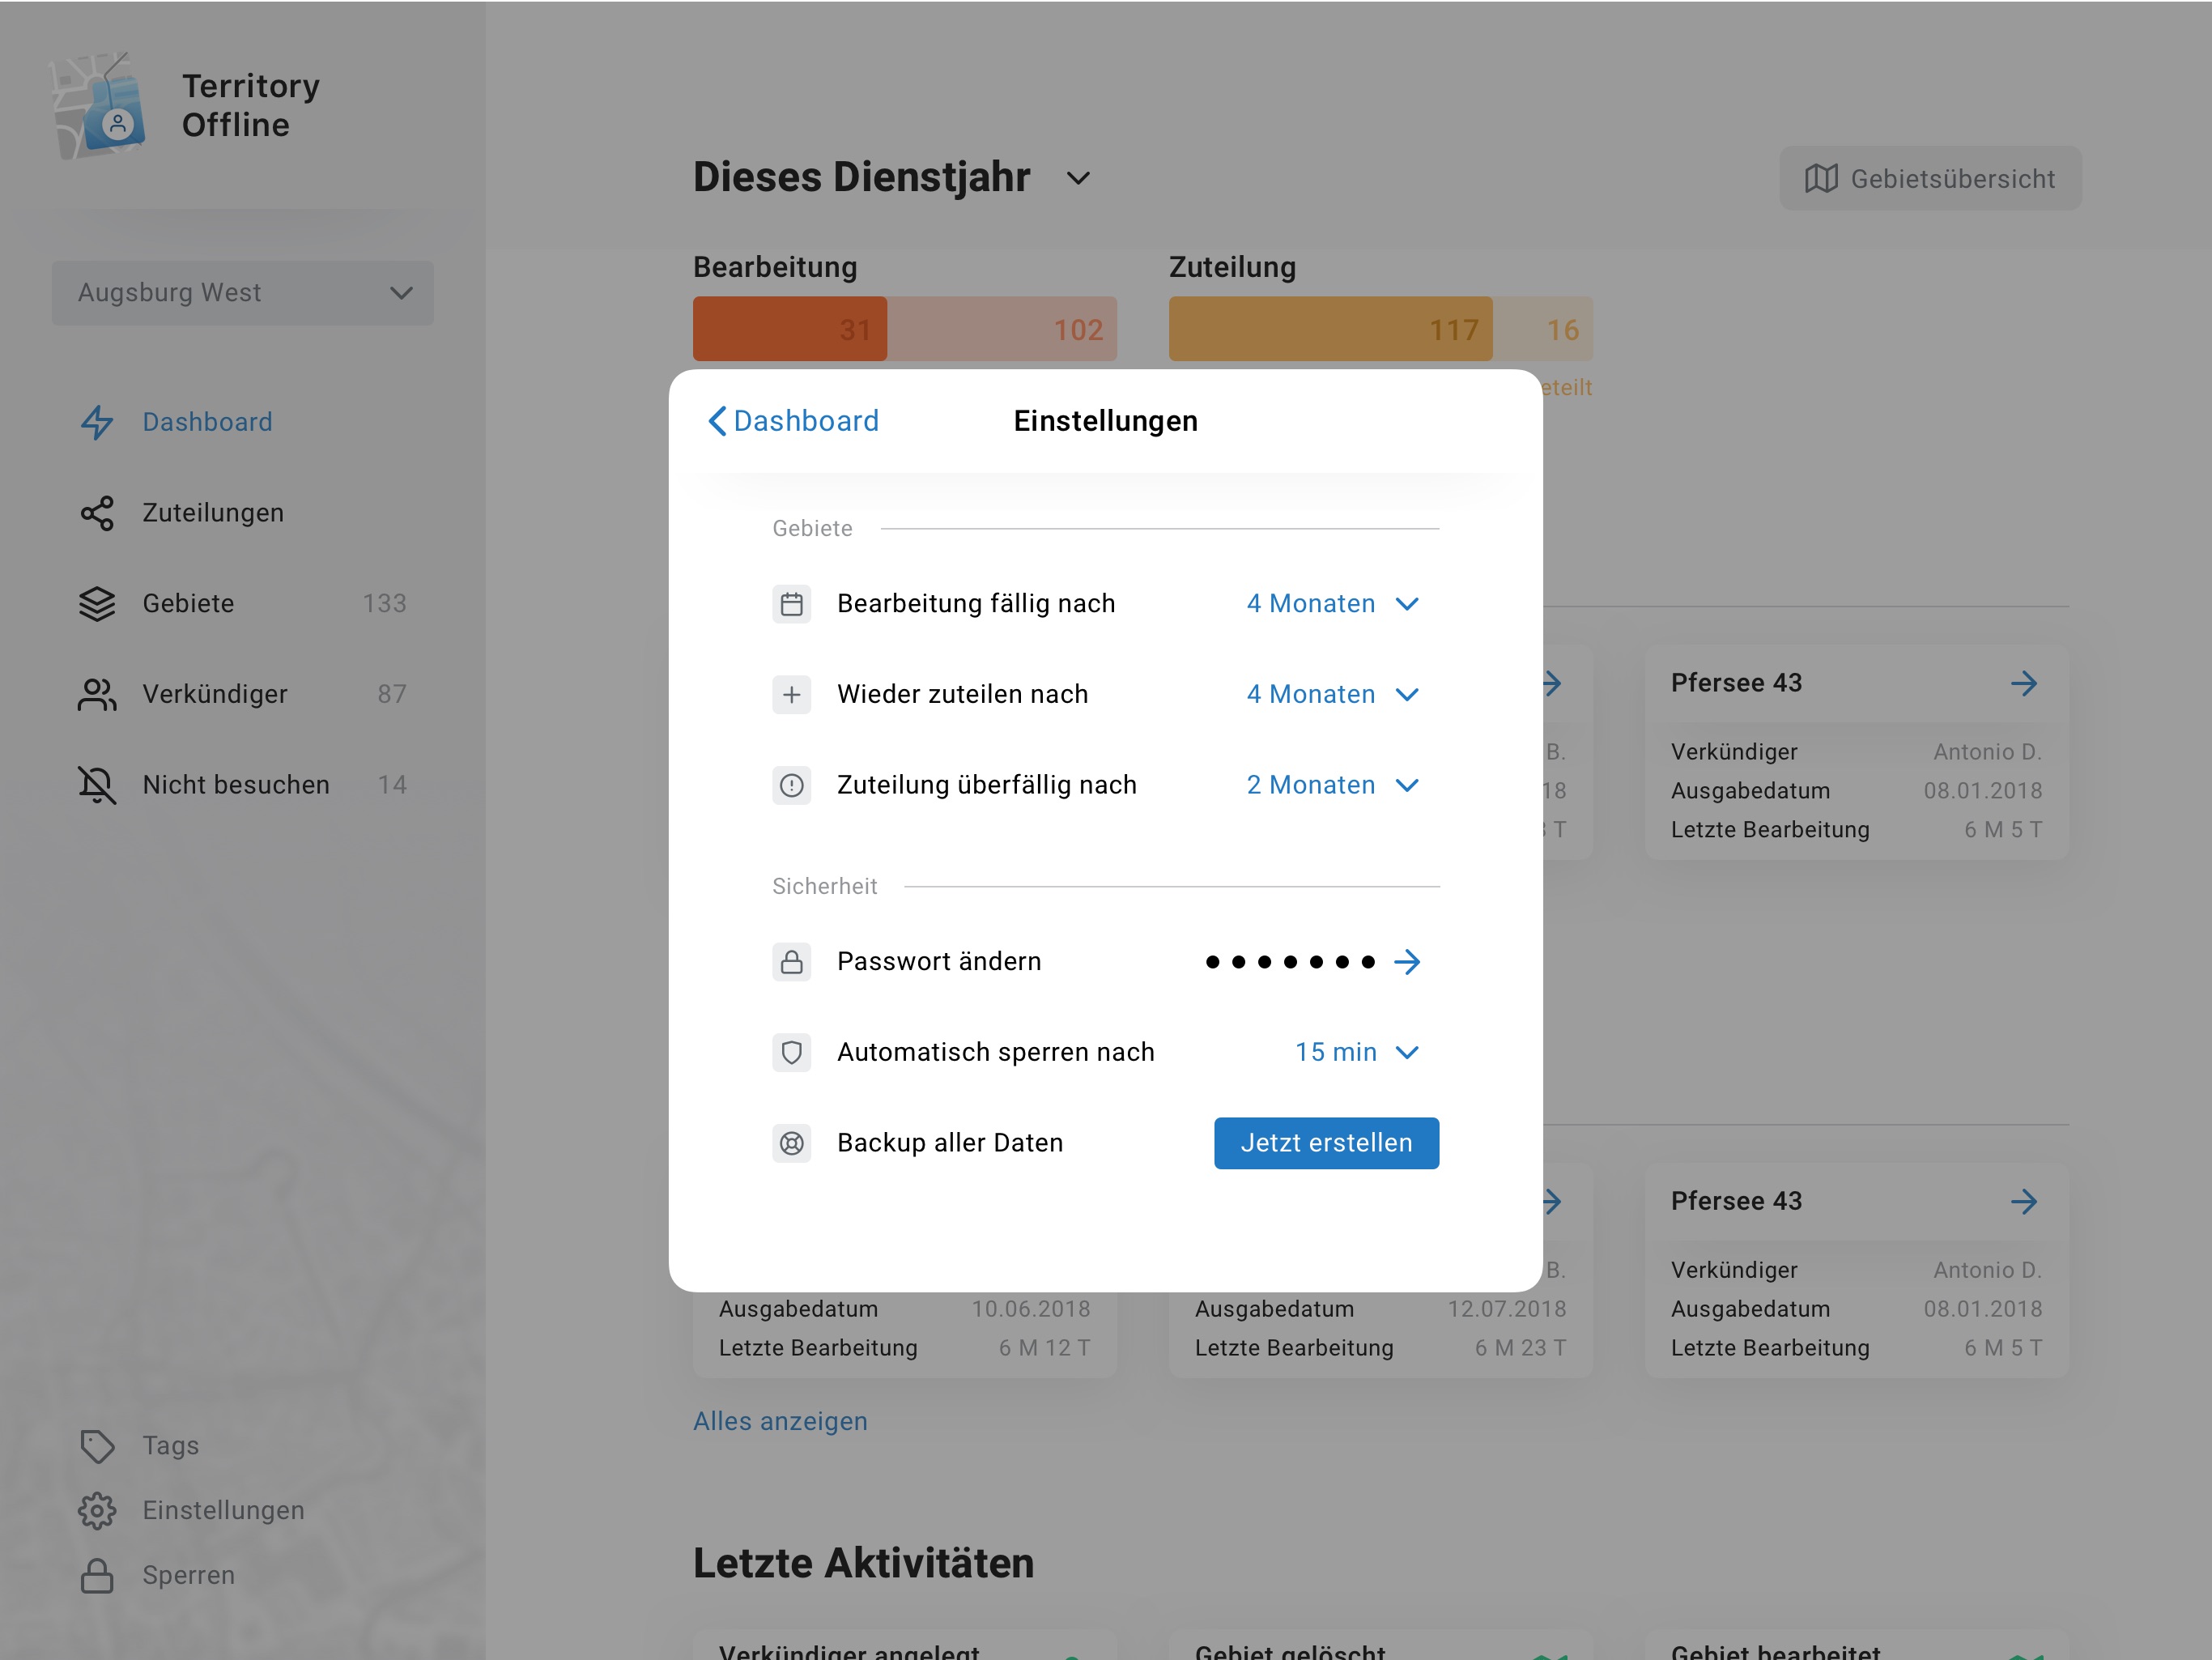 Territory
Offline
Augsburg West
Dashboard
Zuteilungen
Gebiete 133
Verkündiger 87
Nicht besuchen 14
Tags
Einstellungen
Sperren
Dieses Dienstjahr
Gebietsübersicht
Bearbeitung
31 102
Zuteilung
117 16
eteilt
Dashboard
Einstellungen
Gebiete
Bearbeitung fällig nach 4 Monaten
Wieder zuteilen nach 4 Monaten
Zuteilung überfällig nach 2 Monaten
Sicherheit
Passwort ändern
Automatisch sperren nach 15 min
Backup aller Daten Jetzt erstellen
B.
18
T
Pfersee 43
Verkündiger Antonio D.
Ausgabedatum 08.01.2018
Letzte Bearbeitung 6 M 5 T
Ausgabedatum 10.06.2018
Letzte Bearbeitung 6 M 12 T
B.
Ausgabedatum 12.07.2018
Letzte Bearbeitung 6 M 23 T
Pfersee 43
Verkündiger Antonio D.
Ausgabedatum 08.01.2018
Letzte Bearbeitung 6 M 5 T
Alles anzeigen
Letzte Aktivitäten
Verkündiger angelegt
Gebiet gelöscht
Gebiet bearbeitet